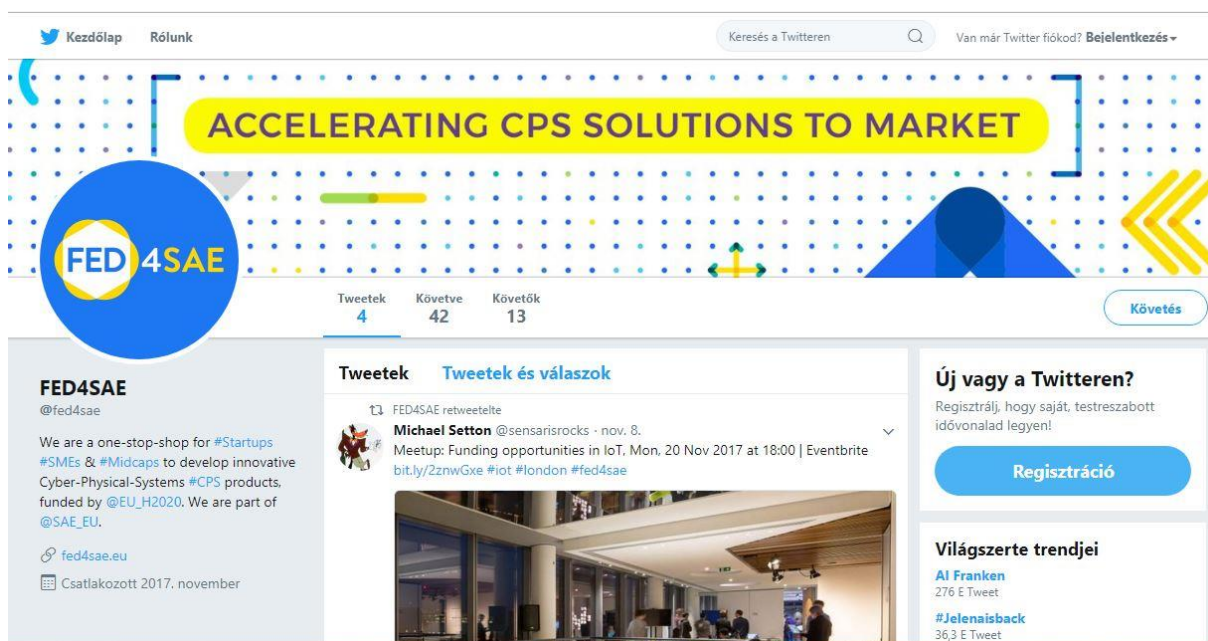 Kezdőlap Rólunk
Keresés a Twitteren
Van már Twitter fiókod? Bejelentkezés
ACCELERATING CPS SOLUTIONS TO MARKET
FED 4SAE
Tweetek Követve Követők
4 42 13
Követés
FED4SAE
@fed4sae
We are a one-stop-shop for #Startups
#SMEs & #Midcaps to develop innovative
Cyber-Physical-Systems #CPS products,
funded by @EU_H2020. We are part of
@SAE_EU.
fed4sae.eu
Csatlakozott 2017. november
Tweetek Tweetek és válaszok
FED4SAE retweetelte
Michael Setton @sensarisrocks · nov. 8.
Meetup: Funding opportunities in IoT, Mon, 20 Nov 2017 at 18:00 | Eventbrite
bit.ly/2znwGxe #iot #london #fed4sae
Új vagy a Twitteren?
Regisztrálj, hogy saját, testreszabott
idővonalad legyen!
Regisztráció
Világszerte trendjei
Al Franken
276 E Tweet
#Jelenaisback
36,3 E Tweet